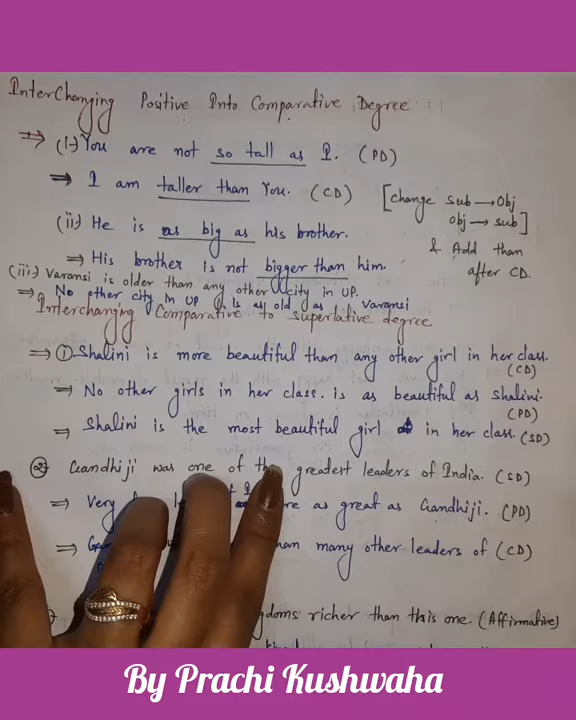 InterChanging Positive Into Comparative Degree
⇒ (i) You are not so tall as I. (PD)
⇒ I am taller than You. (CD) [change sub → Obj
obj → sub]
(ii) He is as big as his brother.
& Add than
after CD.
⇒ His brother is not bigger than him.
(iii) Varansi is older than any other city in UP.
⇒ No other city in UP is as old as Varansi
Interchanging Comparative to superlative degree
⇒ ① Shalini is more beautiful than any other girl in her class. (CD)
⇒ No other girls in her class. is as beautiful as Shalini. (PD)
⇒ Shalini is the most beautiful girl in her class. (SD)
② Gandhiji was one of the greatest leaders of India. (SD)
⇒ Very as great as Gandhiji. (PD)
⇒ than many other leaders of (CD)
richer than this one. (Affirmative)
By Prachi Kushwaha